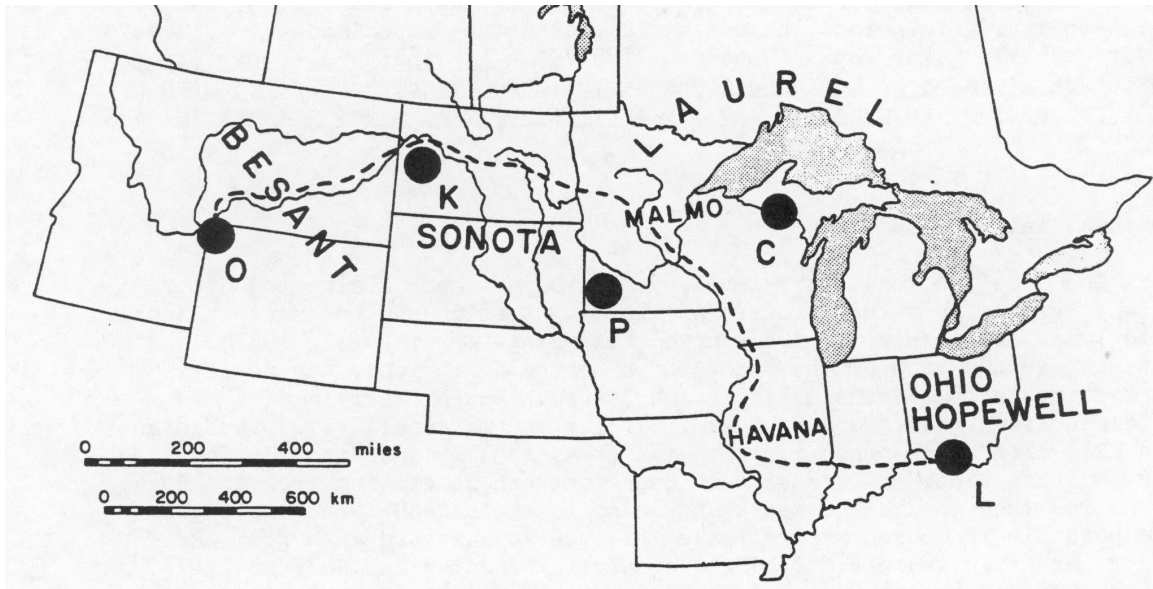 LAUREL
BESANT
K
MALMO
SONOTA
C
O
P
OHIO
HOPEWELL
HAVANA
0 200 400 miles
0 200 400 600 km
L